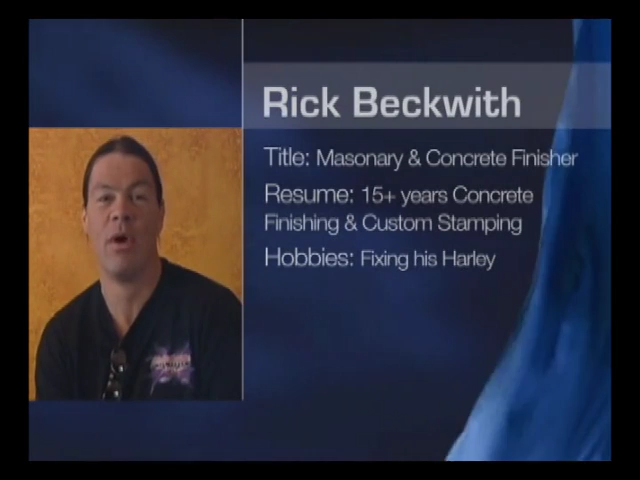 Rick Beckwith
Title: Masonary & Concrete Finisher
Resume: 15+ years Concrete
Finishing & Custom Stamping
Hobbies: Fixing his Harley